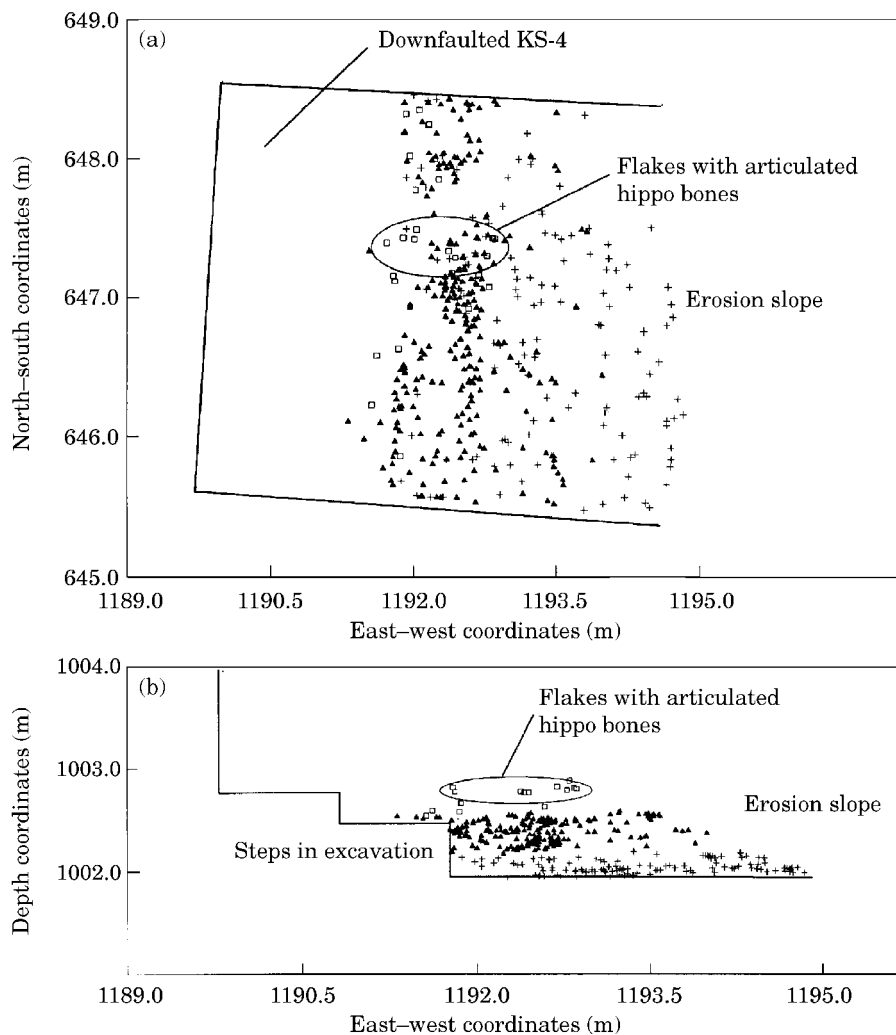 (a)
Downfaulted KS-4
Flakes with articulated
hippo bones
Erosion slope
649.0
648.0
647.0
646.0
645.0
North–south coordinates (m)
1189.0 1190.5 1192.0 1193.5 1195.0
East–west coordinates (m)
(b)
Flakes with articulated
hippo bones
Erosion slope
Steps in excavation
1004.0
1003.0
1002.0
Depth coordinates (m)
1189.0 1190.5 1192.0 1193.5 1195.0
East–west coordinates (m)